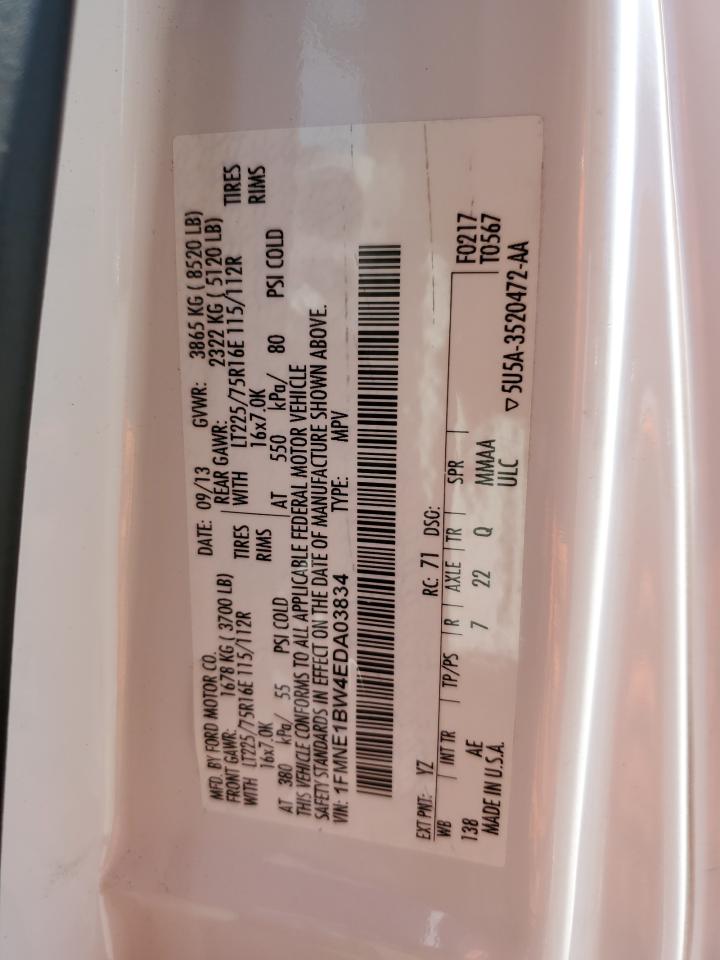 MFD. BY FORD MOTOR CO. DATE: 09/13 GVWR: 3865 KG ( 8520 LB)
FRONT GAWR: 1678 KG ( 3700 LB) REAR GAWR: 2322 KG ( 5120 LB)
WITH LT225/75R16E 115/112R TIRES WITH LT225/75R16E 115/112R TIRES
16x7.0K RIMS 16x7.0K RIMS
AT 380 kPa/ 55 PSI COLD AT 550 kPa/ 80 PSI COLD
THIS VEHICLE CONFORMS TO ALL APPLICABLE FEDERAL MOTOR VEHICLE
SAFETY STANDARDS IN EFFECT ON THE DATE OF MANUFACTURE SHOWN ABOVE.
VIN: 1FMNE1BW4EDA03834 TYPE: MPV
EXT PNT: YZ RC: 71 DSO:
WB INT TR TP/PS R AXLE TR SPR F0217
138 AE 7 22 Q MMAA T0567
MADE IN U.S.A. ULC ▽ 5U5A-3520472-AA